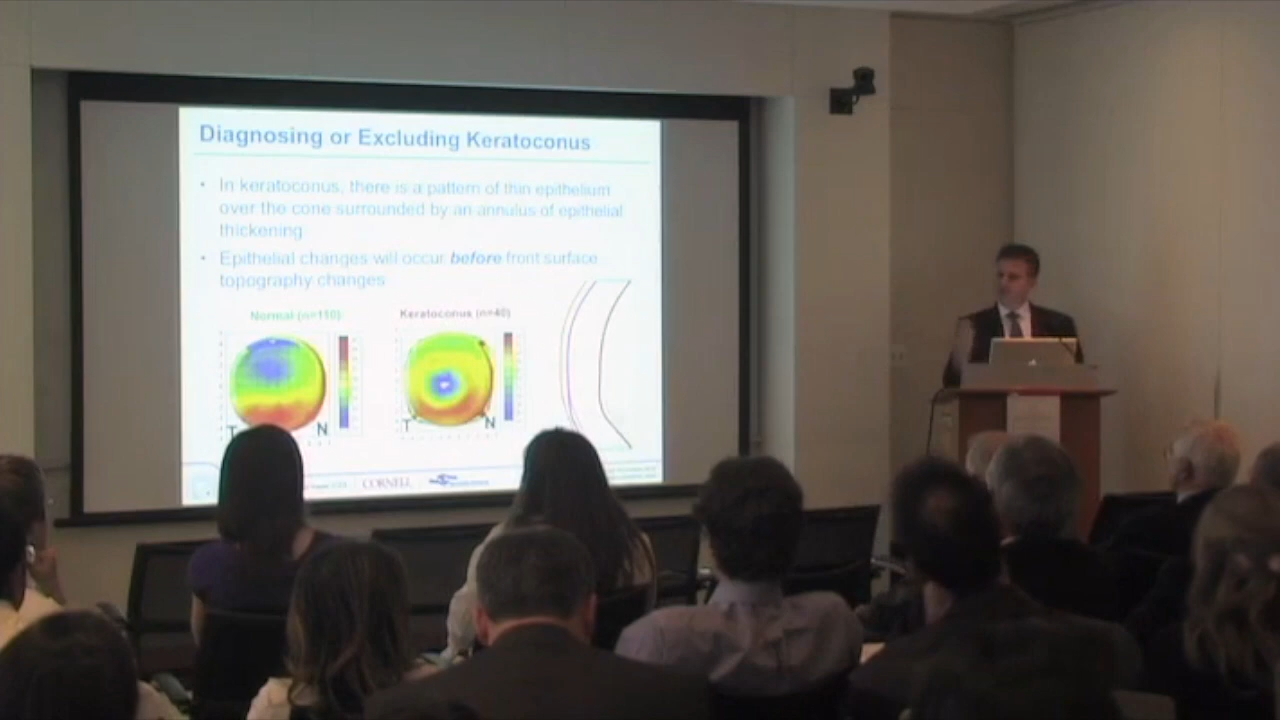 Diagnosing or Excluding Keratoconus
• In keratoconus, there is a pattern of thin epithelium
over the cone surrounded by an annulus of epithelial
thickening
• Epithelial changes will occur before front surface
topography changes
Normal (n=110)
Keratoconus (n=40)
T N
T N
CORNELL